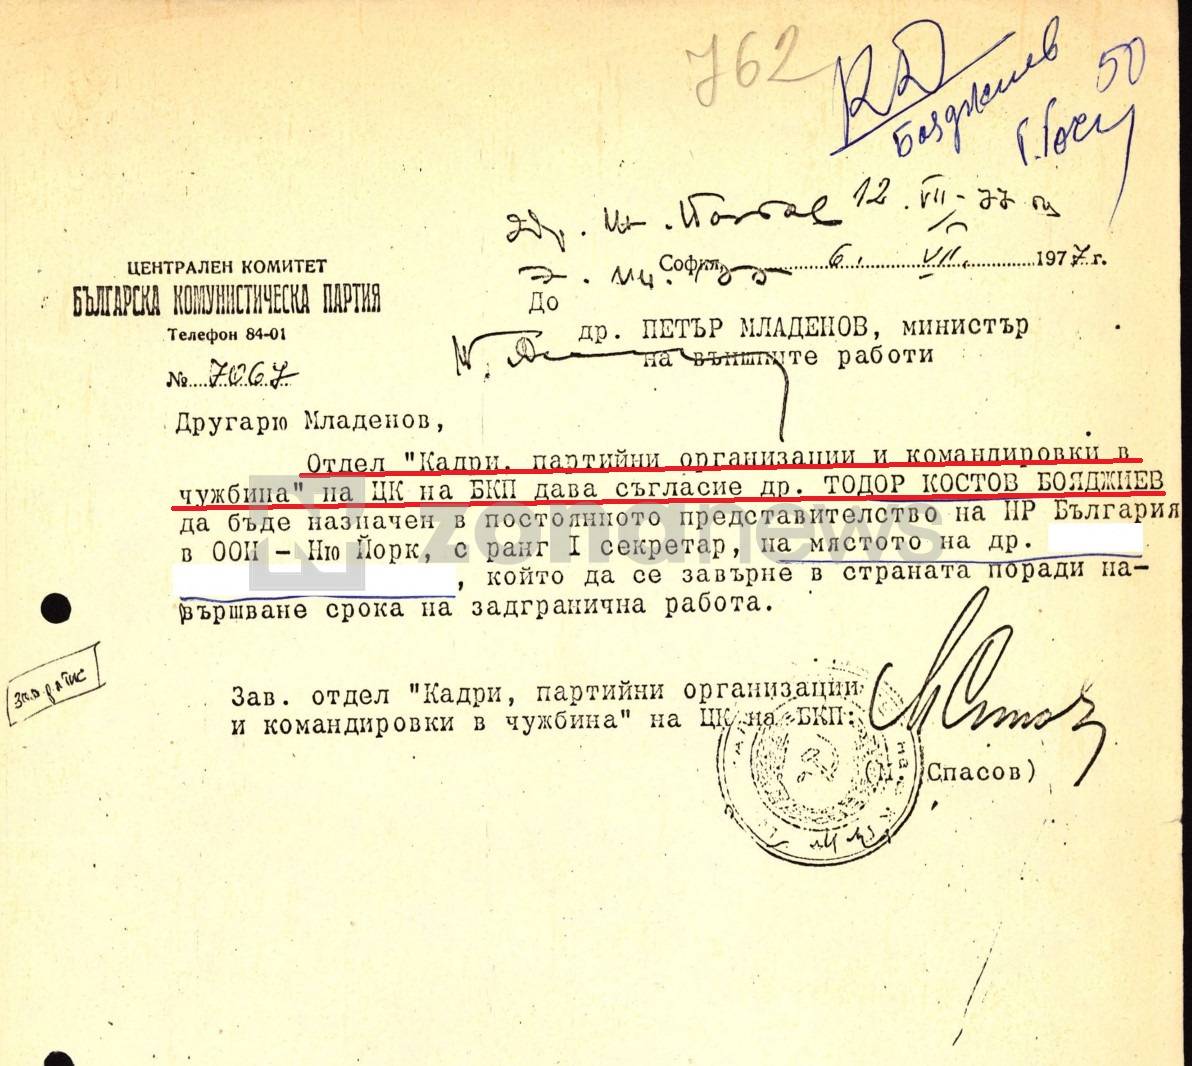 762
Бояджиев
50
12.VII-77
ЦЕНТРАЛЕН КОМИТЕТ
БЪЛГАРСКА КОМУНИСТИЧЕСКА ПАРТИЯ
Телефон 84-01
№ 7067
София, 6. VII. 1977 г.
До
др. ПЕТЪР МЛАДЕНОВ, министър
на външните работи
Другарю Младенов,
Отдел "Кадри, партийни организации и командировки в
чужбина" на ЦК на БКП дава съгласие др. ТОДОР КОСТОВ БОЯДЖИЕВ
да бъде назначен в постоянното представителство на НР България
в ООН – Ню Йорк, с ранг I секретар, на мястото на др.
, който да се завърне в страната поради на-
вършване срока на задгранична работа.
Зав. отдел "Кадри, партийни организации
и командировки в чужбина" на ЦК на БКП:
(М. Спасов)
zonanews